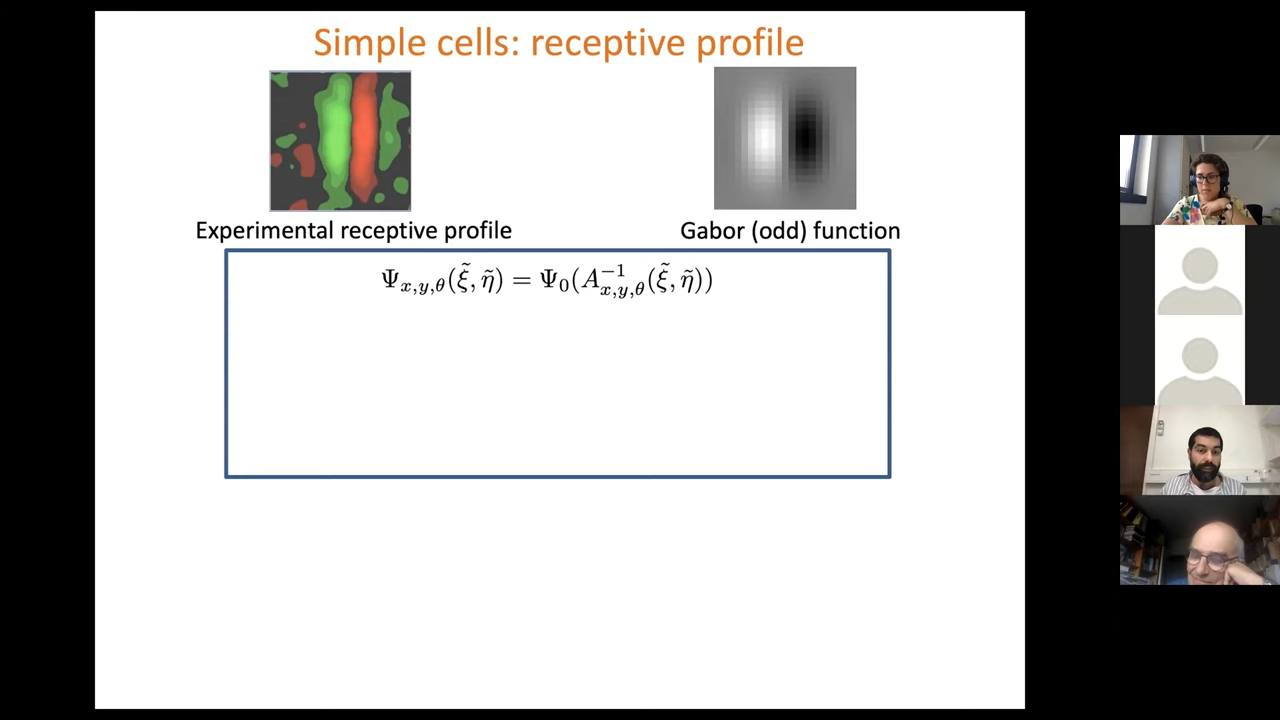 Simple cells: receptive profile
Experimental receptive profile
Gabor (odd) function
Ψ_{x,y,θ}(ξ̃, η̃) = Ψ_0(A^{-1}_{x,y,θ}(ξ̃, η̃))